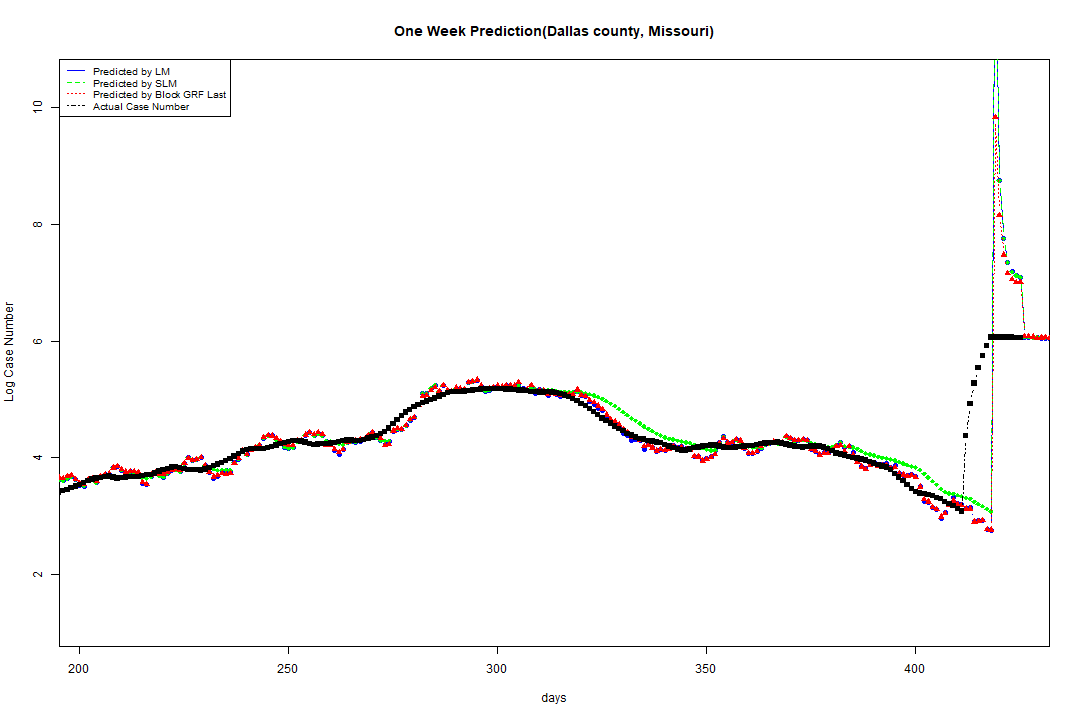 One Week Prediction(Dallas county, Missouri)
Predicted by LM
Predicted by SLM
Predicted by Block GRF Last
Actual Case Number
Log Case Number
10
8
6
4
2
200 250 300 350 400
days